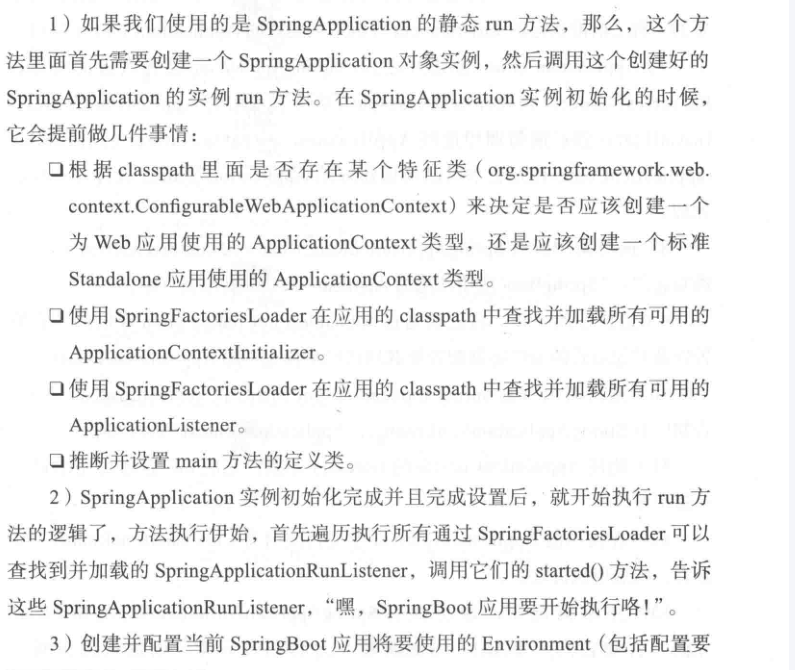 1）如果我们使用的是 SpringApplication 的静态 run 方法，那么，这个方
法里面首先需要创建一个 SpringApplication 对象实例，然后调用这个创建好的
SpringApplication 的实例 run 方法。在 SpringApplication 实例初始化的时候，
它会提前做几件事情：
❑根据 classpath 里面是否存在某个特征类（org.springframework.web.
context.ConfigurableWebApplicationContext）来决定是否应该创建一个
为 Web 应用使用的 ApplicationContext 类型，还是应该创建一个标准
Standalone 应用使用的 ApplicationContext 类型。
❑使用 SpringFactoriesLoader 在应用的 classpath 中查找并加载所有可用的
ApplicationContextInitializer。
❑使用 SpringFactoriesLoader 在应用的 classpath 中查找并加载所有可用的
ApplicationListener。
❑推断并设置 main 方法的定义类。
2）SpringApplication 实例初始化完成并且完成设置后，就开始执行 run 方
法的逻辑了，方法执行伊始，首先遍历执行所有通过 SpringFactoriesLoader 可以
查找到并加载的 SpringApplicationRunListener，调用它们的 started() 方法，告诉
这些 SpringApplicationRunListener，“嘿，SpringBoot 应用要开始执行咯！”。
3）创建并配置当前 SpringBoot 应用将要使用的 Environment（包括配置要